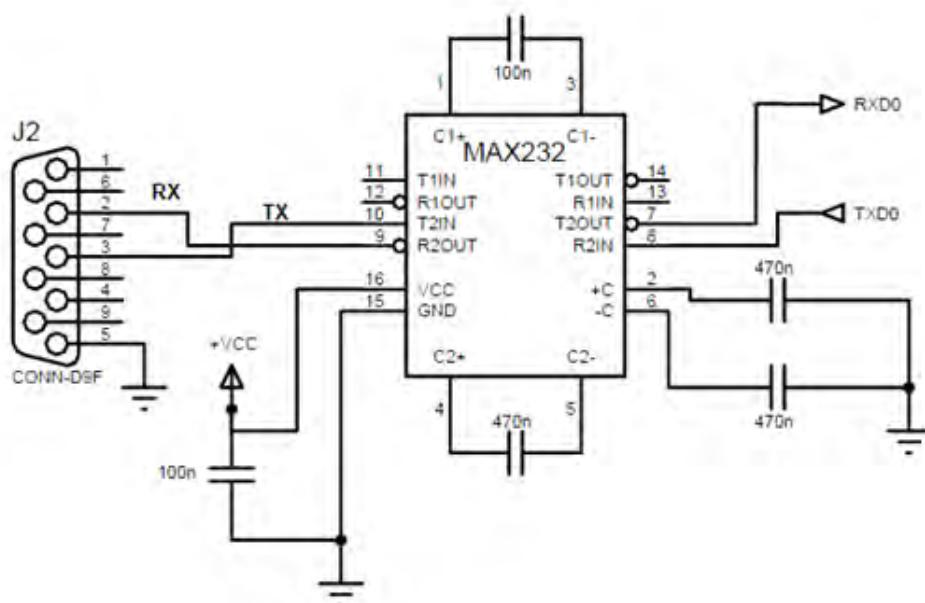 100n
1
3
J2
C1+
C1-
MAX232
RXD0
1
6
2
7
3
8
4
9
5
RX
TX
11
T1IN
T1OUT
14
12
R1OUT
R1IN
13
10
T2IN
T2OUT
7
9
R2OUT
R2IN
8
TXD0
16
VCC
+C
2
470n
15
GND
-C
6
+VCC
C2+
C2-
CONN-D9F
4
470n
5
470n
100n